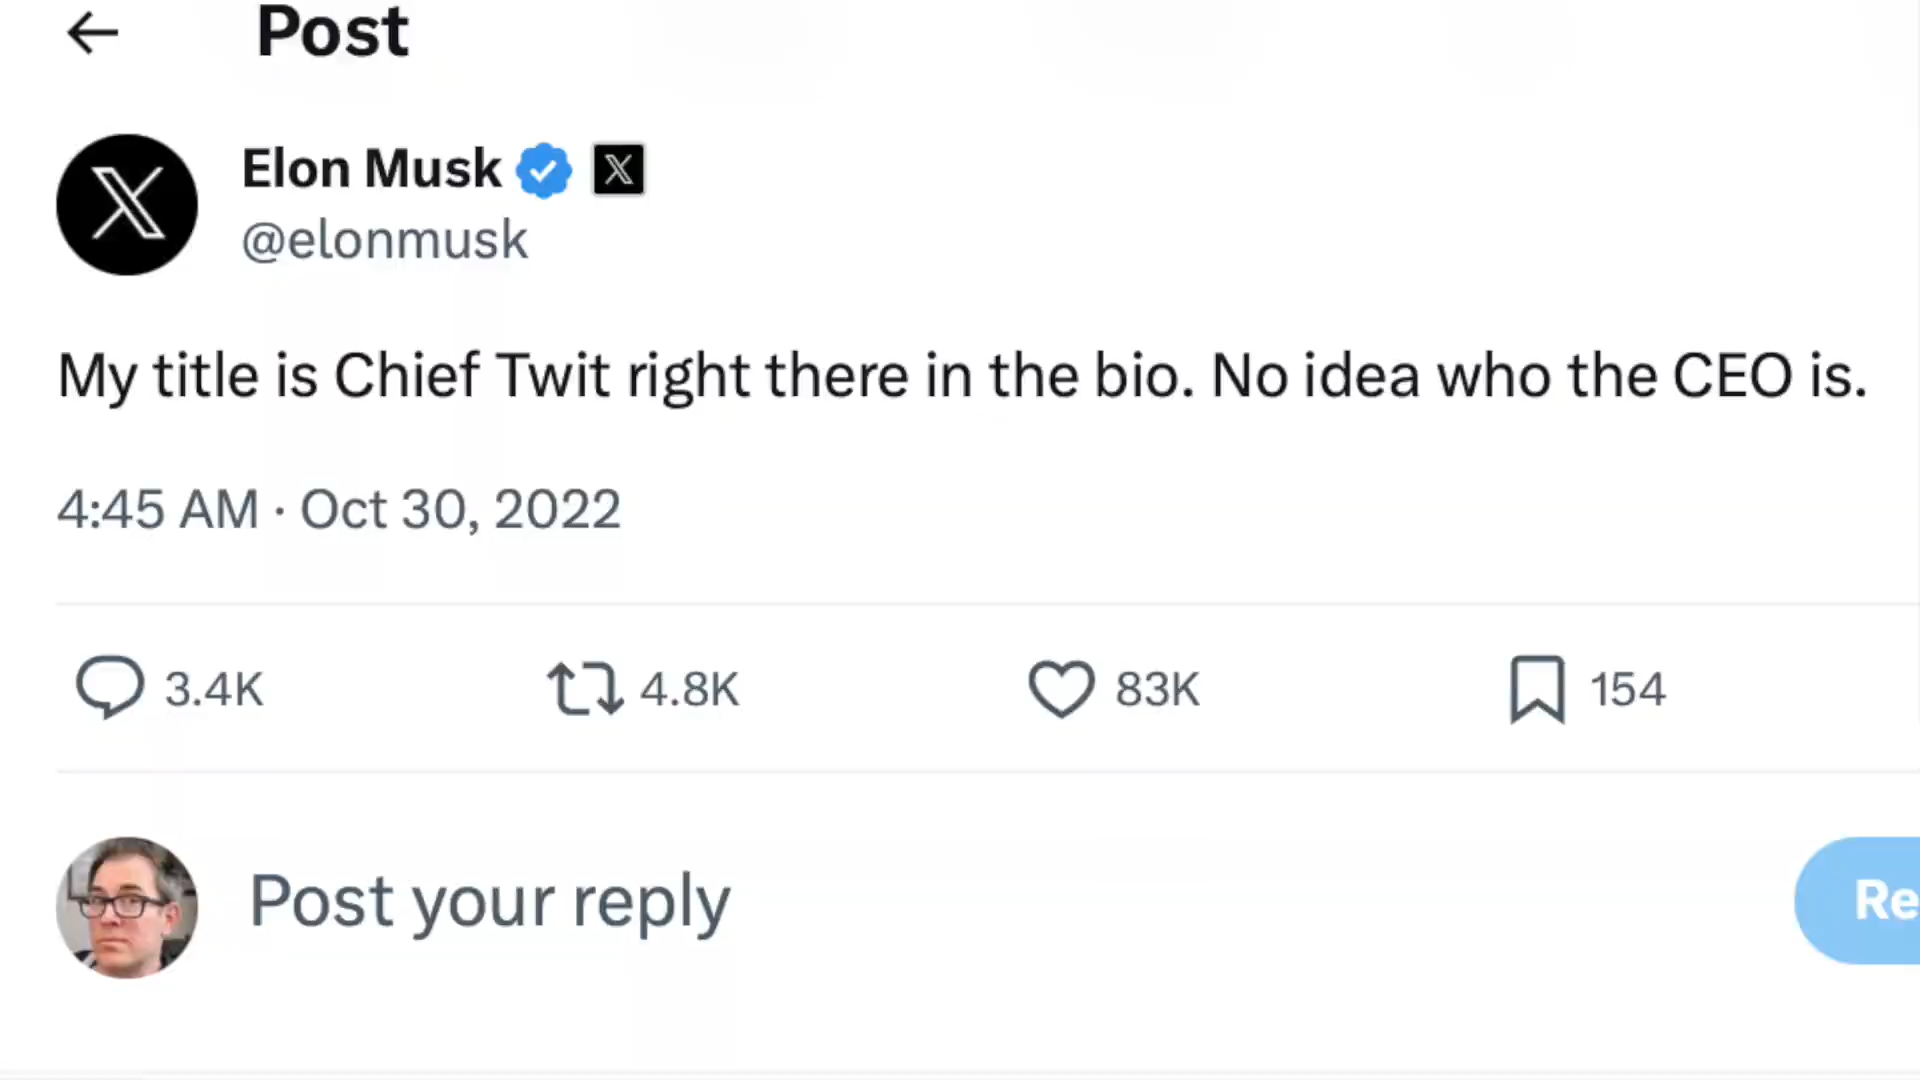 Post
Elon Musk
@elonmusk
My title is Chief Twit right there in the bio. No idea who the CEO is.
4:45 AM · Oct 30, 2022
3.4K 4.8K 83K 154
Post your reply
Re